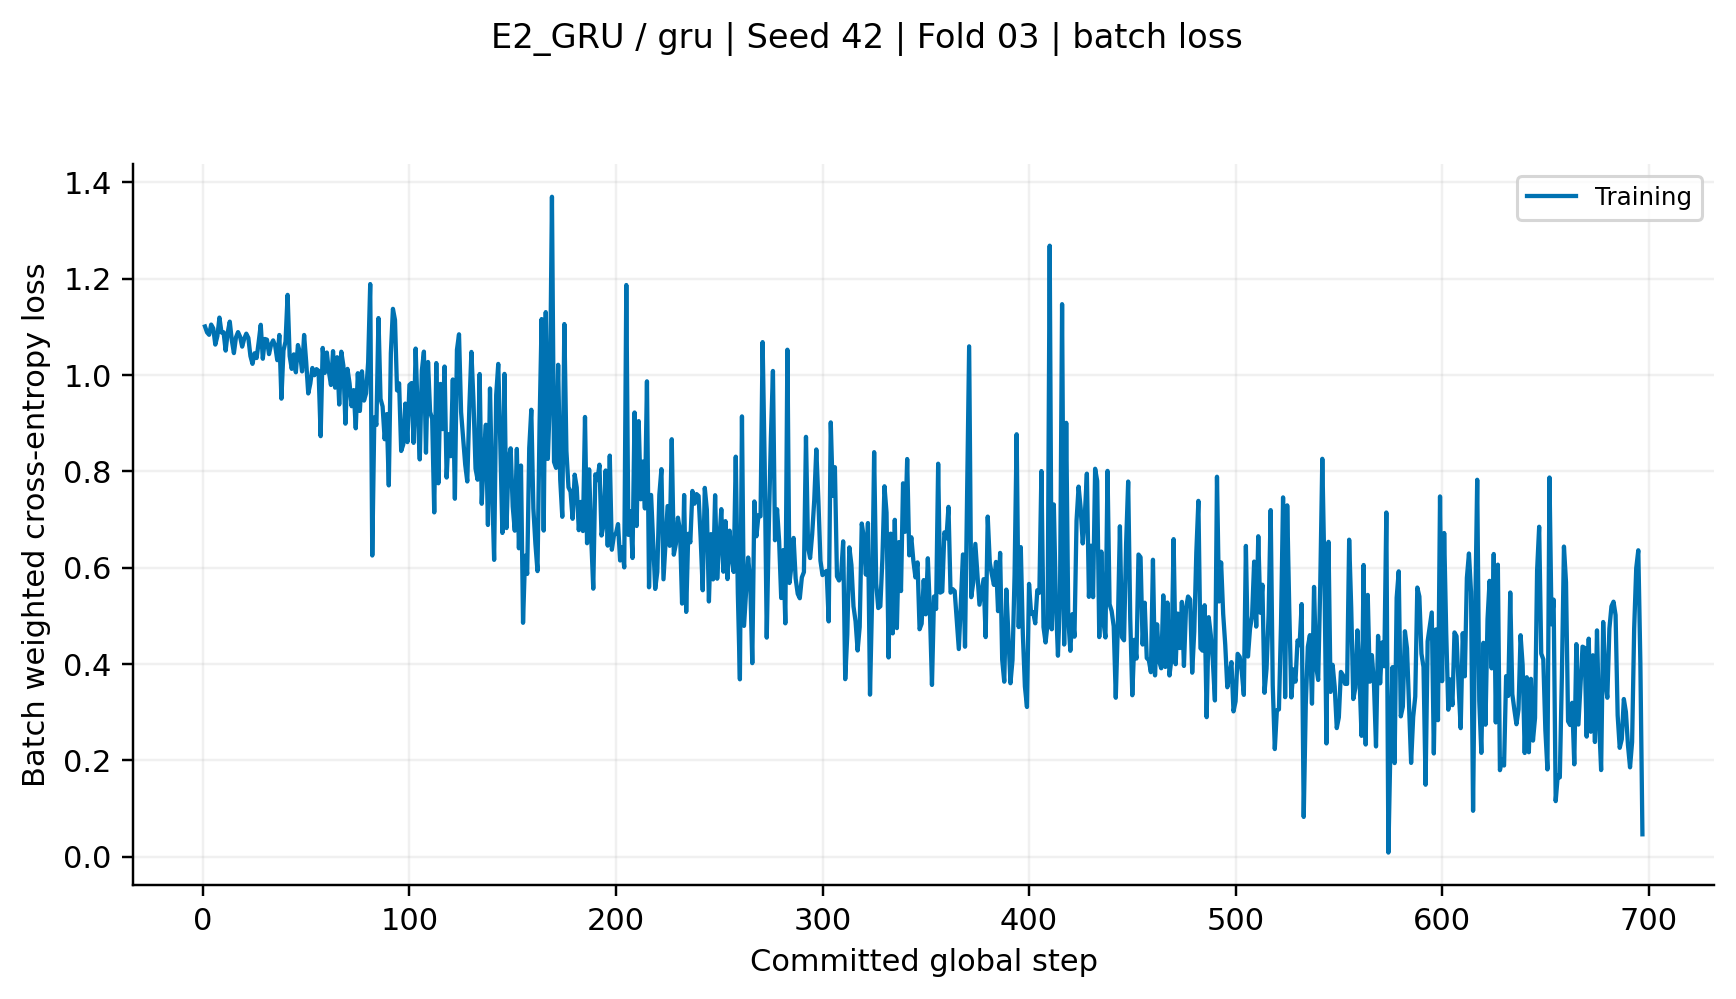 E2_GRU / gru | Seed 42 | Fold 03 | batch loss
Training
Batch weighted cross-entropy loss
1.4
1.2
1.0
0.8
0.6
0.4
0.2
0.0
0 100 200 300 400 500 600 700
Committed global step